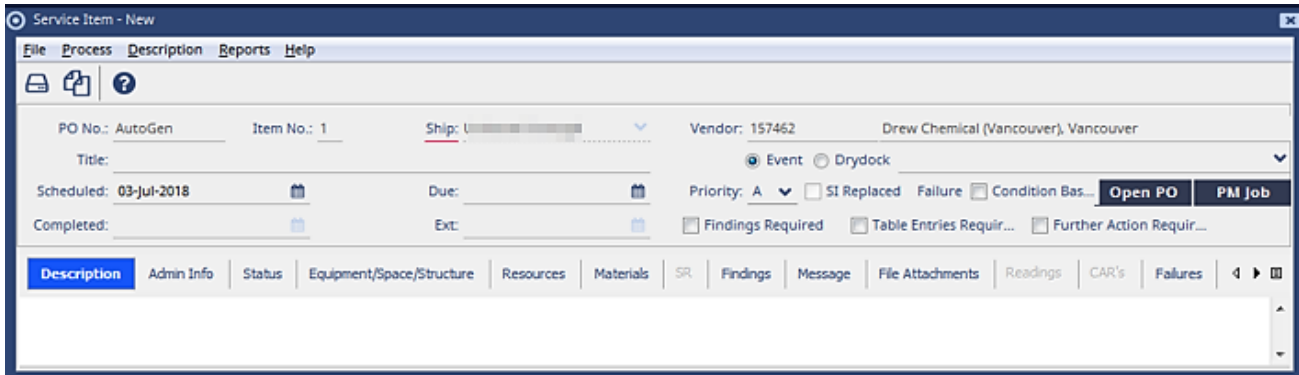 Service Item - New
File Process Description Reports Help
PO No.: AutoGen Item No.: 1 Ship: Vendor: 157462 Drew Chemical (Vancouver), Vancouver
Title: Event Drydock
Scheduled: 03-Jul-2018 Due: Priority: A SI Replaced Failure Condition Bas... Open PO PM Job
Completed: Ext: Findings Required Table Entries Requir... Further Action Requir...
Description Admin Info Status Equipment/Space/Structure Resources Materials SR Findings Message File Attachments Readings CAR's Failures